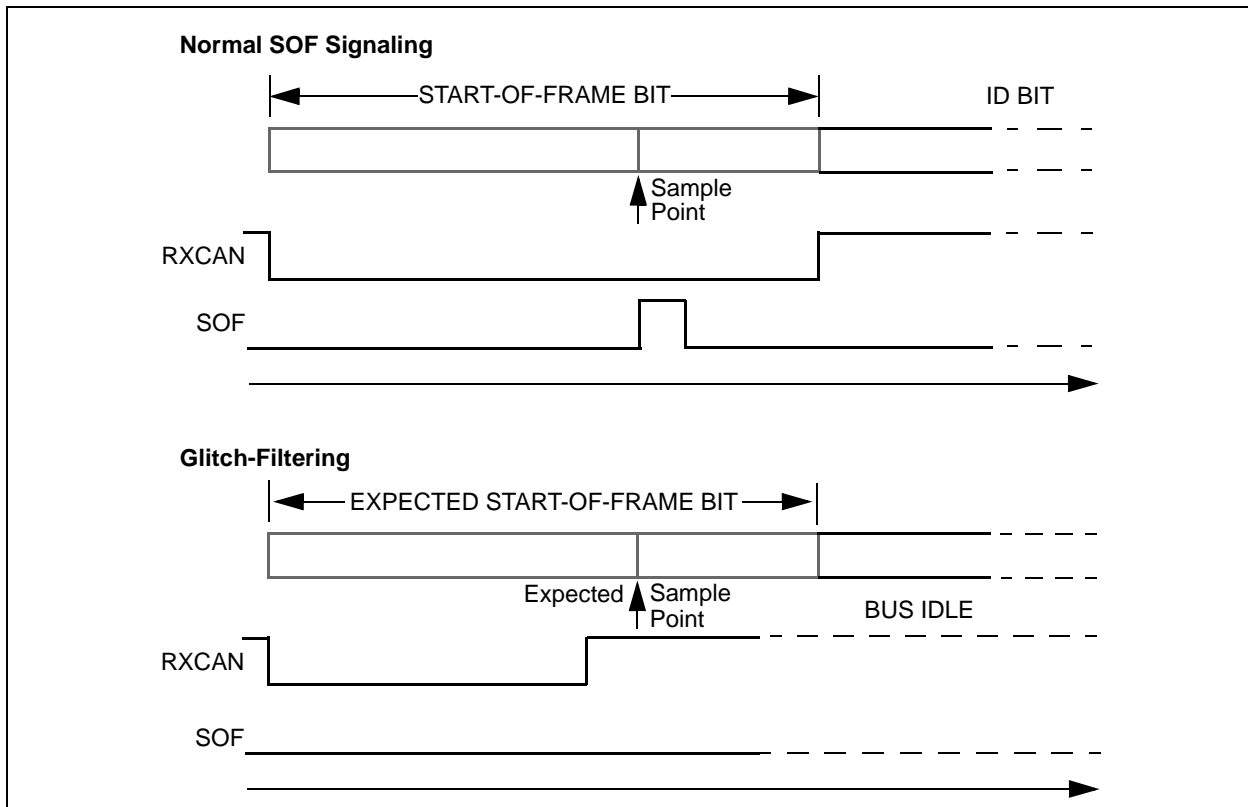 Normal SOF Signaling
START-OF-FRAME BIT
ID BIT
Sample
Point
RXCAN
SOF
Glitch-Filtering
EXPECTED START-OF-FRAME BIT
Expected
Sample
Point
BUS IDLE
RXCAN
SOF